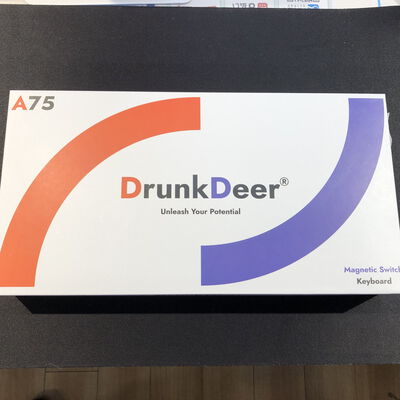 A75
DrunkDeer®
Unleash Your Potential
Magnetic Switch
Keyboard